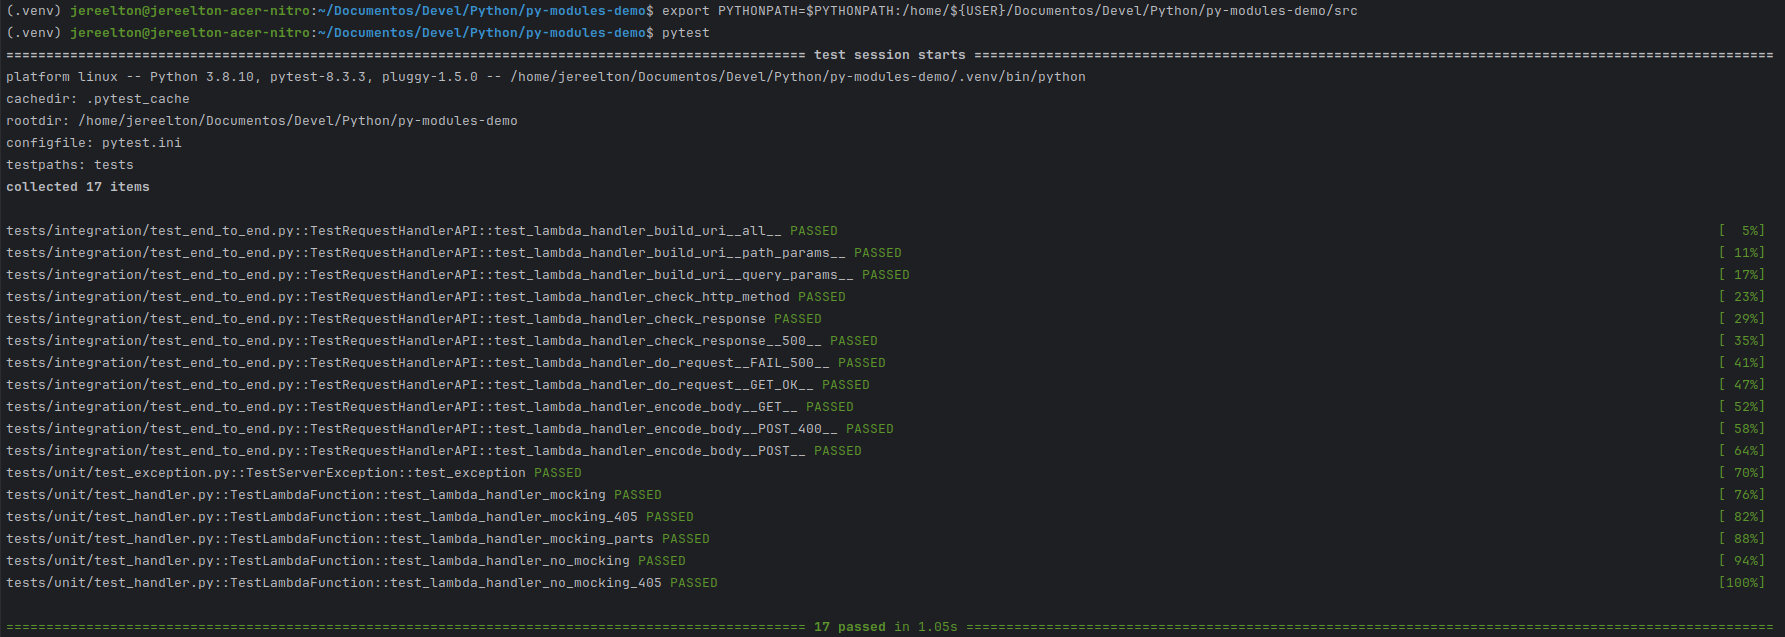 (.venv) jereelton@jereelton-acer-nitro:~/Documentos/Devel/Python/py-modules-demo$ export PYTHONPATH=$PYTHONPATH:/home/${USER}/Documentos/Devel/Python/py-modules-demo/src
(.venv) jereelton@jereelton-acer-nitro:~/Documentos/Devel/Python/py-modules-demo$ pytest
==================================================================================================== test session starts ====================================================================================================
platform linux -- Python 3.8.10, pytest-8.3.3, pluggy-1.5.0 -- /home/jereelton/Documentos/Devel/Python/py-modules-demo/.venv/bin/python
cachedir: .pytest_cache
rootdir: /home/jereelton/Documentos/Devel/Python/py-modules-demo
configfile: pytest.ini
testpaths: tests
collected 17 items
tests/integration/test_end_to_end.py::TestRequestHandlerAPI::test_lambda_handler_build_uri__all__ PASSED [  5%]
tests/integration/test_end_to_end.py::TestRequestHandlerAPI::test_lambda_handler_build_uri__path_params__ PASSED [ 11%]
tests/integration/test_end_to_end.py::TestRequestHandlerAPI::test_lambda_handler_build_uri__query_params__ PASSED [ 17%]
tests/integration/test_end_to_end.py::TestRequestHandlerAPI::test_lambda_handler_check_http_method PASSED [ 23%]
tests/integration/test_end_to_end.py::TestRequestHandlerAPI::test_lambda_handler_check_response PASSED [ 29%]
tests/integration/test_end_to_end.py::TestRequestHandlerAPI::test_lambda_handler_check_response__500__ PASSED [ 35%]
tests/integration/test_end_to_end.py::TestRequestHandlerAPI::test_lambda_handler_do_request__FAIL_500__ PASSED [ 41%]
tests/integration/test_end_to_end.py::TestRequestHandlerAPI::test_lambda_handler_do_request__GET_OK__ PASSED [ 47%]
tests/integration/test_end_to_end.py::TestRequestHandlerAPI::test_lambda_handler_encode_body__GET__ PASSED [ 52%]
tests/integration/test_end_to_end.py::TestRequestHandlerAPI::test_lambda_handler_encode_body__POST_400__ PASSED [ 58%]
tests/integration/test_end_to_end.py::TestRequestHandlerAPI::test_lambda_handler_encode_body__POST__ PASSED [ 64%]
tests/unit/test_exception.py::TestServerException::test_exception PASSED [ 70%]
tests/unit/test_handler.py::TestLambdaFunction::test_lambda_handler_mocking PASSED [ 76%]
tests/unit/test_handler.py::TestLambdaFunction::test_lambda_handler_mocking_405 PASSED [ 82%]
tests/unit/test_handler.py::TestLambdaFunction::test_lambda_handler_mocking_parts PASSED [ 88%]
tests/unit/test_handler.py::TestLambdaFunction::test_lambda_handler_no_mocking PASSED [ 94%]
tests/unit/test_handler.py::TestLambdaFunction::test_lambda_handler_no_mocking_405 PASSED [100%]
==================================================================================================== 17 passed in 1.05s =====================================================================================================